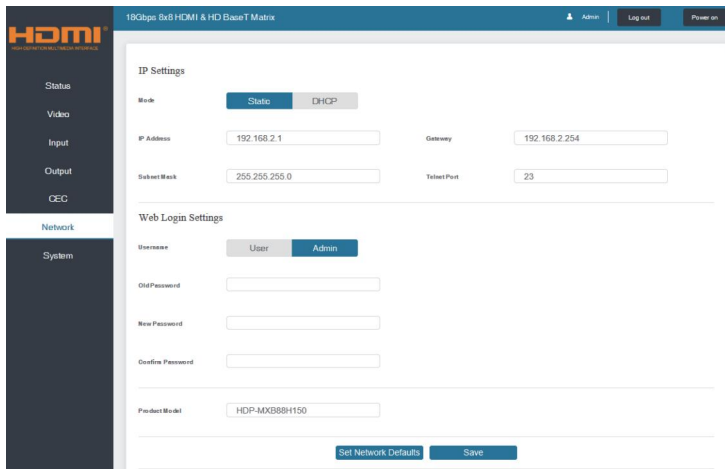 18Gbps 8x8 HDMI & HD BaseT Matrix
Admin
Log out
Power on
HDMI
HIGH-DEFINITION MULTIMEDIA INTERFACE
Status
Video
Input
Output
CEC
Network
System
IP Settings
Mode
Static
DHCP
IP Address
192.168.2.1
Gateway
192.168.2.254
Subnet Mask
255.255.255.0
Telnet Port
23
Web Login Settings
Username
User
Admin
Old Password
New Password
Confirm Password
Product Model
HDP-MXB88H150
Set Network Defaults
Save